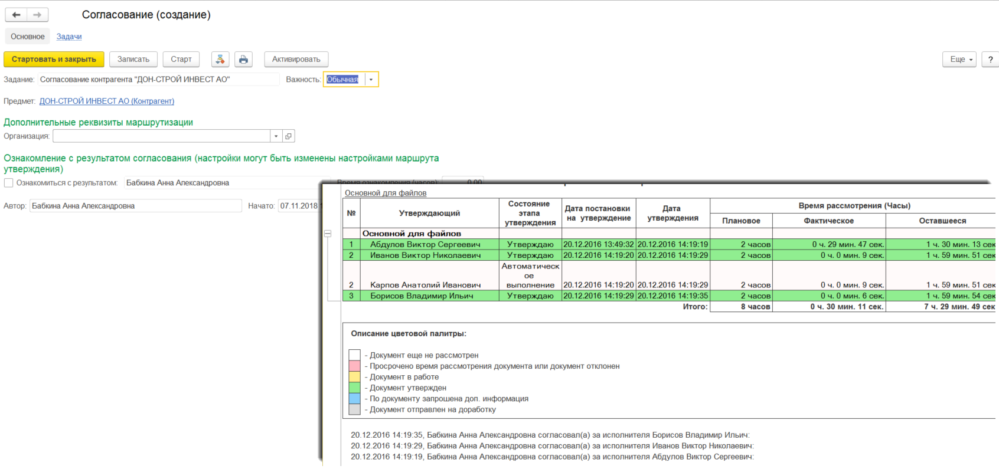 Согласование (создание)
Основное Задачи
Стартовать и закрыть Записать Старт Активировать Еще ?
Задание: Согласование контрагента "ДОН-СТРОЙ ИНВЕСТ АО" Важность: Обычная
Предмет: ДОН-СТРОЙ ИНВЕСТ АО (Контрагент)
Дополнительные реквизиты маршрутизации
Организация:
Ознакомление с результатом согласования (настройки могут быть изменены настройками маршрута
утверждения)
Ознакомиться с результатом: Бабкина Анна Александровна Время ознакомления (часов): 0,00
Автор: Бабкина Анна Александровна Начато: 07.11.2018
Основной для файлов
№ Утверждающий Состояние этапа утверждения Дата постановки на утверждение Дата утверждения Время рассмотрения (Часы)
Плановое Фактическое Оставшееся
Основной для файлов
1 Абдулов Виктор Сергеевич Утверждаю 20.12.2016 13:49:32 20.12.2016 14:19:19 2 часов 0 ч. 29 мин. 47 сек. 1 ч. 30 мин. 13 сек
2 Иванов Виктор Николаевич Утверждаю 20.12.2016 14:19:20 20.12.2016 14:19:29 2 часов 0 ч. 0 мин. 9 сек. 1 ч. 59 мин. 51 сек
Автоматическ
ое
2 Карпов Анатолий Иванович выполнение 20.12.2016 14:19:20 20.12.2016 14:19:29 2 часов 0 ч. 0 мин. 9 сек. 1 ч. 59 мин. 51 сек
3 Борисов Владимир Ильич Утверждаю 20.12.2016 14:19:29 20.12.2016 14:19:35 2 часов 0 ч. 0 мин. 6 сек. 1 ч. 59 мин. 54 сек
Итого: 8 часов 0 ч. 30 мин. 11 сек. 7 ч. 29 мин. 49 сек
Описание цветовой палитры:
- Документ еще не рассмотрен
- Просрочено время рассмотрения документа или документ отклонен
- Документ в работе
- Документ утвержден
- По документу запрошена доп. информация
- Документ отправлен на доработку
20.12.2016 14:19:35, Бабкина Анна Александровна согласовал(а) за исполнителя Борисов Владимир Ильич:
20.12.2016 14:19:29, Бабкина Анна Александровна согласовал(а) за исполнителя Иванов Виктор Николаевич:
20.12.2016 14:19:19, Бабкина Анна Александровна согласовал(а) за исполнителя Абдулов Виктор Сергеевич: